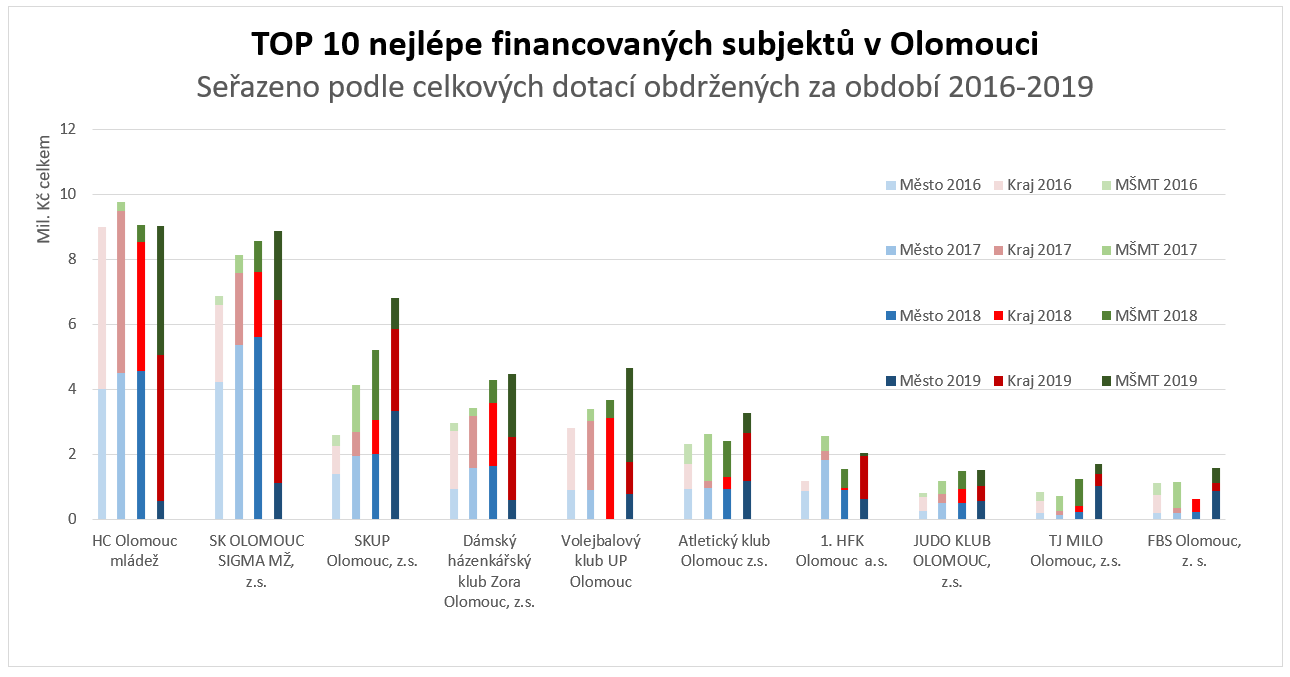 TOP 10 nejlépe financovaných subjektů v Olomouci
Seřazeno podle celkových dotací obdržených za období 2016-2019
Mil. Kč celkem
12
10
8
6
4
2
0
Město 2016 Kraj 2016 MŠMT 2016
Město 2017 Kraj 2017 MŠMT 2017
Město 2018 Kraj 2018 MŠMT 2018
Město 2019 Kraj 2019 MŠMT 2019
HC Olomouc
mládež
SK OLOMOUC
SIGMA MŽ,
z.s.
SKUP
Olomouc, z.s.
Dámský
házenkářský
klub Zora
Olomouc, z.s.
Volejbalový
klub UP
Olomouc
Atletický klub
Olomouc z.s.
1. HFK
Olomouc a.s.
JUDO KLUB
OLOMOUC,
z.s.
TJ MILO
Olomouc, z.s.
FBS Olomouc,
z. s.